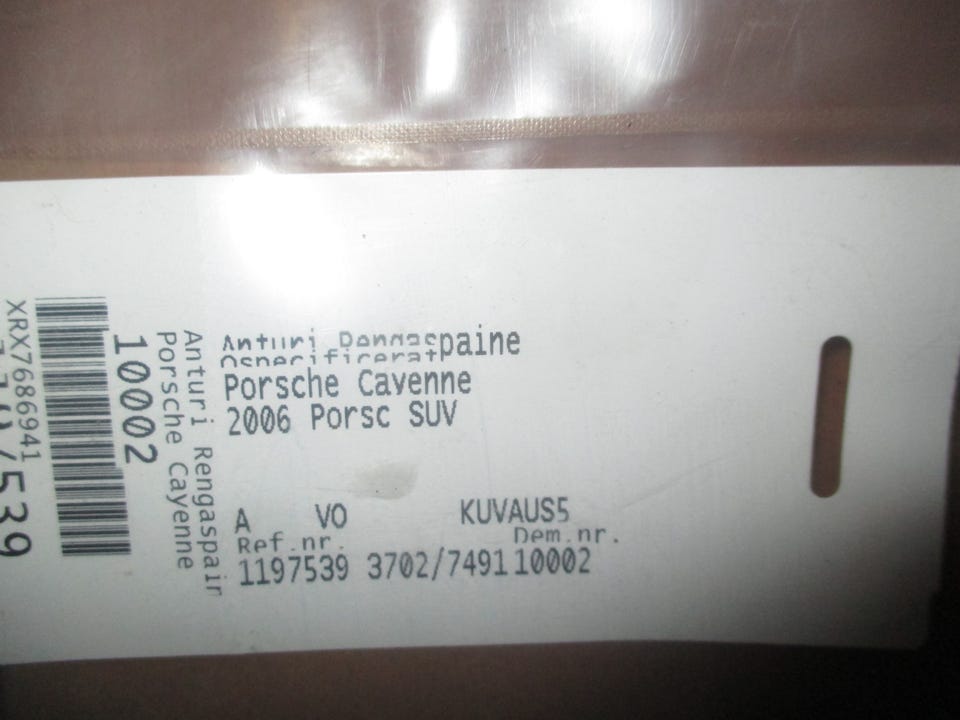 Anturi Rengaspaine
Ospecificerat
Porsche Cayenne
2006 Porsc SUV
A VO KUVAUS5
Ref.nr. Dem.nr.
1197539 3702/7491 10002
Anturi Rengaspain
Porsche Cayenne
10002
XRX7686941